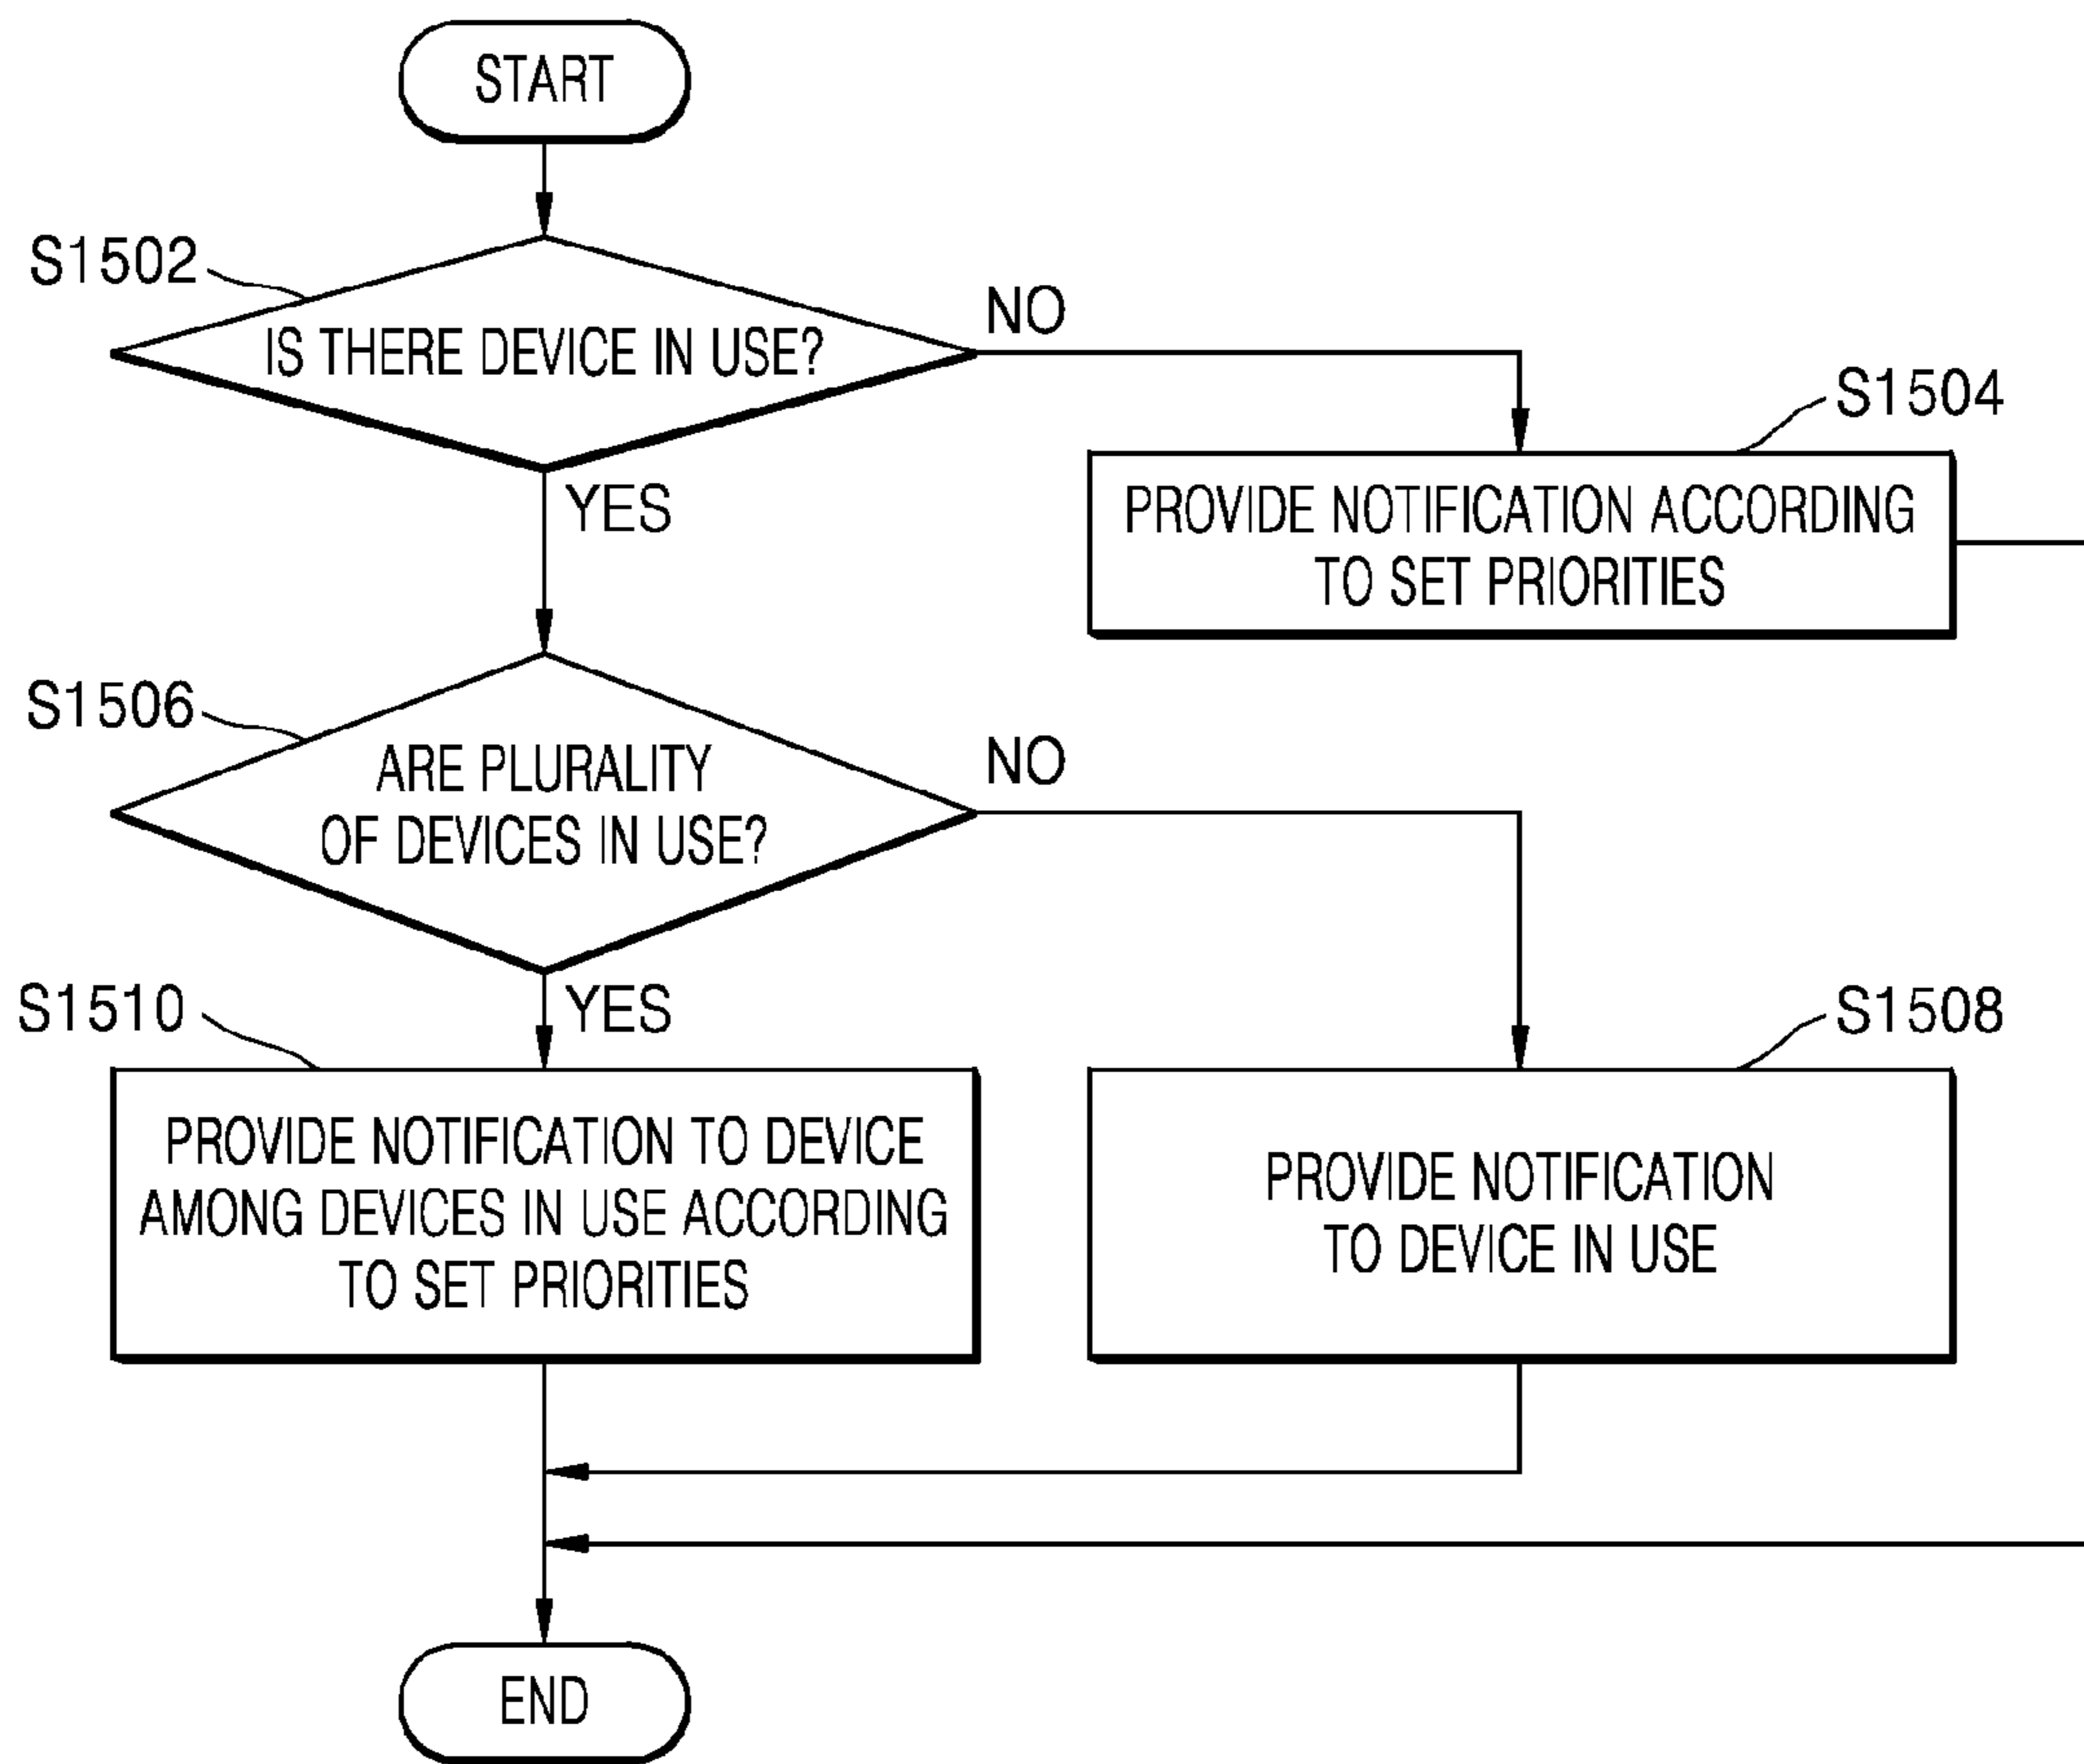 START
S1502
IS THERE DEVICE IN USE?
NO
YES
S1504
PROVIDE NOTIFICATION ACCORDING
TO SET PRIORITIES
S1506
ARE PLURALITY
OF DEVICES IN USE?
NO
YES
S1510
PROVIDE NOTIFICATION TO DEVICE
AMONG DEVICES IN USE ACCORDING
TO SET PRIORITIES
S1508
PROVIDE NOTIFICATION
TO DEVICE IN USE
END